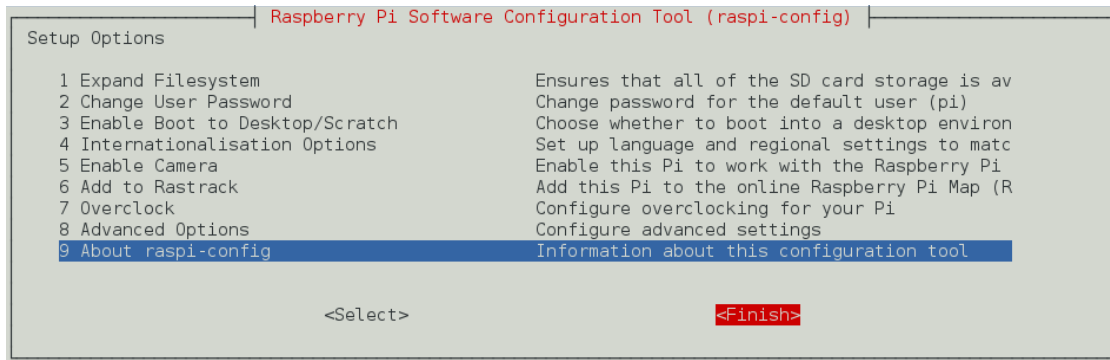 Raspberry Pi Software Configuration Tool (raspi-config)
Setup Options
1 Expand Filesystem Ensures that all of the SD card storage is av
2 Change User Password Change password for the default user (pi)
3 Enable Boot to Desktop/Scratch Choose whether to boot into a desktop environ
4 Internationalisation Options Set up language and regional settings to matc
5 Enable Camera Enable this Pi to work with the Raspberry Pi
6 Add to Rastrack Add this Pi to the online Raspberry Pi Map (R
7 Overclock Configure overclocking for your Pi
8 Advanced Options Configure advanced settings
9 About raspi-config Information about this configuration tool
<Select> <Finish>